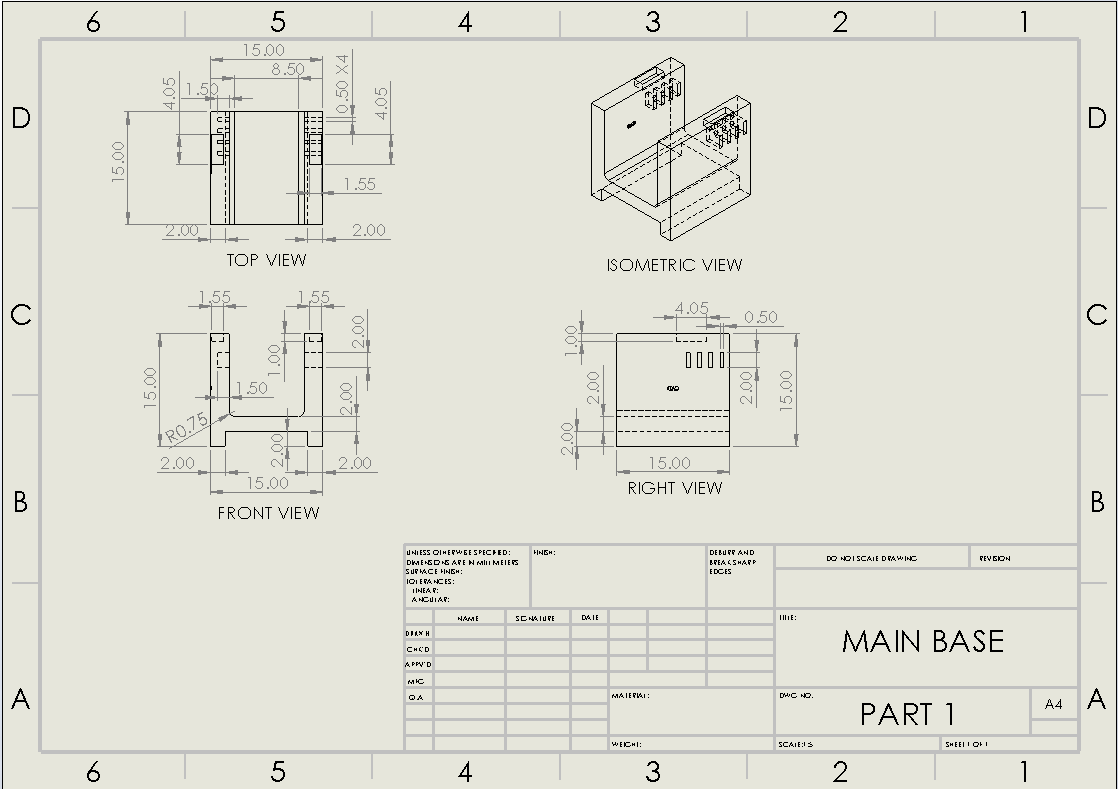 6 5 4 3 2 1
D D
C C
B B
A A
15.00
8.50
1.50
4.05
0.50 X4
4.05
15.00
1.55
2.00 2.00
TOP VIEW
ISOMETRIC VIEW
1.55 1.55
2.00
1.00
15.00
1.50
2.00
R0.75
2.00
2.00 2.00
15.00
FRONT VIEW
4.05
0.50
1.00
2.00
2.00
15.00
2.00
15.00
RIGHT VIEW
UNLESS OTHERWISE SPECIFIED:
DIMENSIONS ARE IN MILLIMETERS
SURFACE FINISH:
TOLERANCES:
LINEAR:
ANGULAR:
FINISH:
DEBURR AND
BREAK SHARP
EDGES
DO NOT SCALE DRAWING
REVISION
NAME SIGNATURE DATE
DRAWN
CHK'D
APPV'D
MFG
Q.A
TITLE:
MAIN BASE
MATERIAL:
DWG NO.
PART 1
A4
WEIGHT:
SCALE:1:5
SHEET 1 OF 1
6 5 4 3 2 1